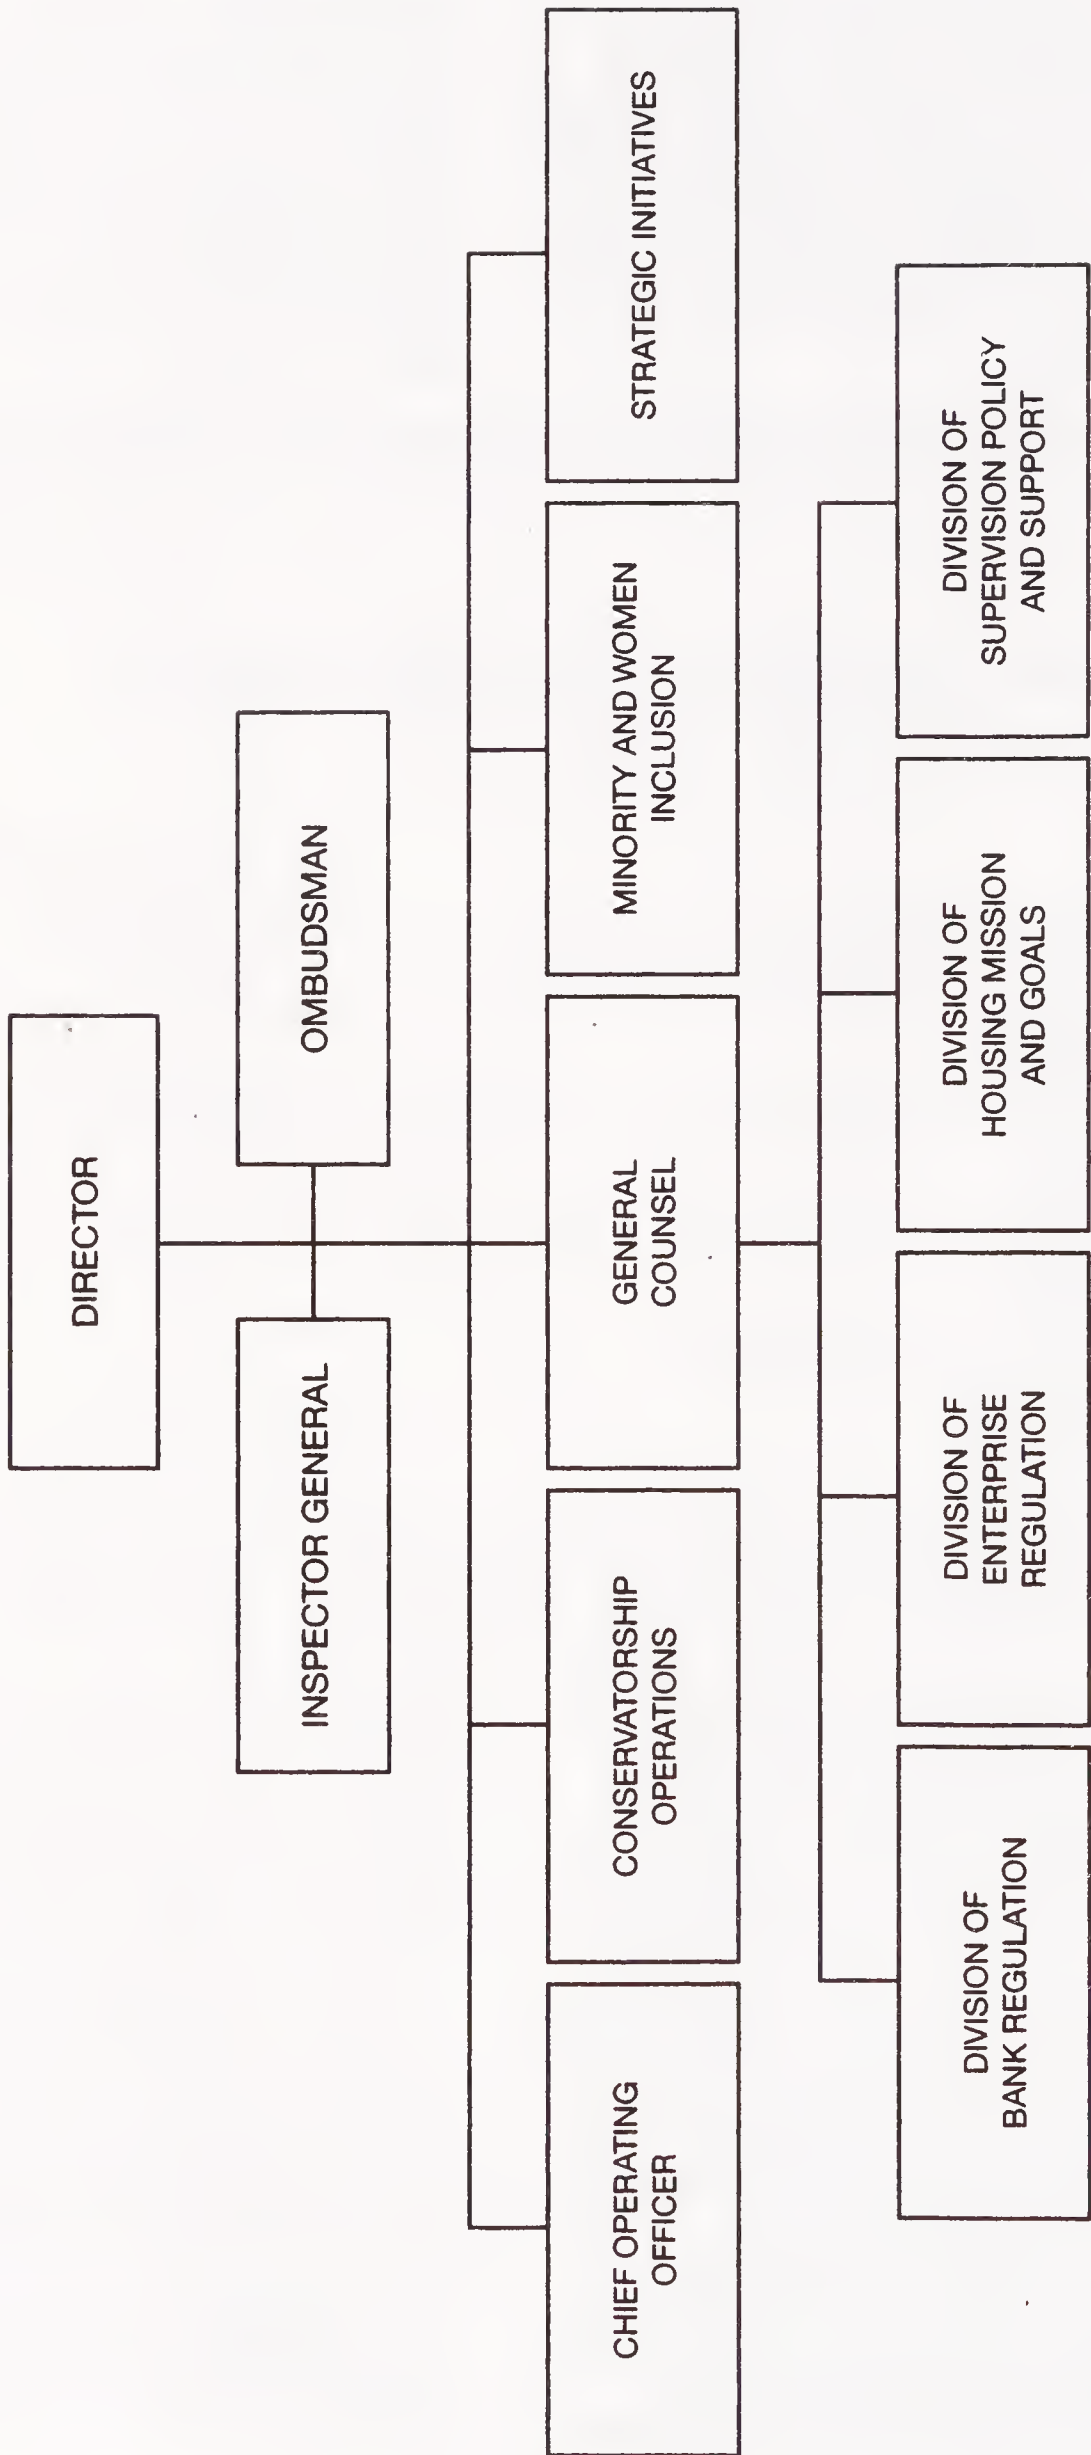 DIRECTOR
INSPECTOR GENERAL
OMBUDSMAN
CHIEF OPERATING
OFFICER
CONSERVATORSHIP
OPERATIONS
GENERAL
COUNSEL
MINORITY AND WOMEN
INCLUSION
STRATEGIC INITIATIVES
DIVISION OF
BANK REGULATION
DIVISION OF
ENTERPRISE
REGULATION
DIVISION OF
HOUSING MISSION
AND GOALS
DIVISION OF
SUPERVISION POLICY
AND SUPPORT